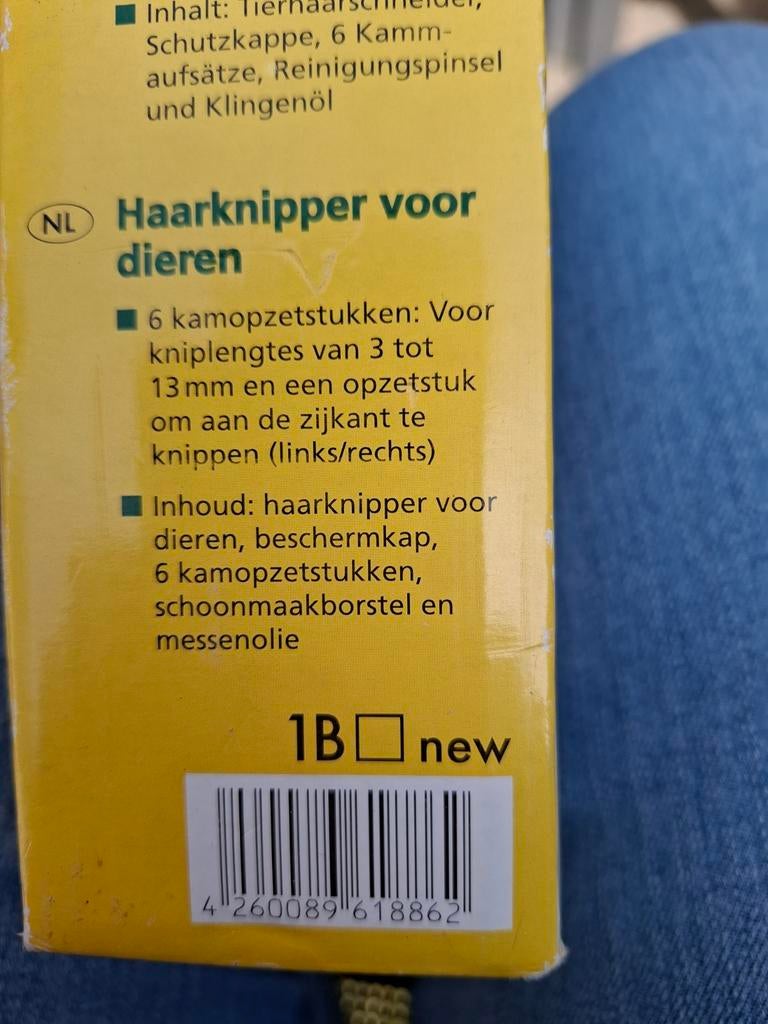 Inhalt: Tierhaarschneider,
Schutzkappe, 6 Kamm-
aufsätze, Reinigungspinsel
und Klingenöl
NL
Haarknipper voor
dieren
6 kamopzetstukken: Voor
kniplengtes van 3 tot
13 mm en een opzetstuk
om aan de zijkant te
knippen (links/rechts)
Inhoud: haarknipper voor
dieren, beschermkap,
6 kamopzetstukken,
schoonmaakborstel en
messenolie
1B new
4 260089 618862